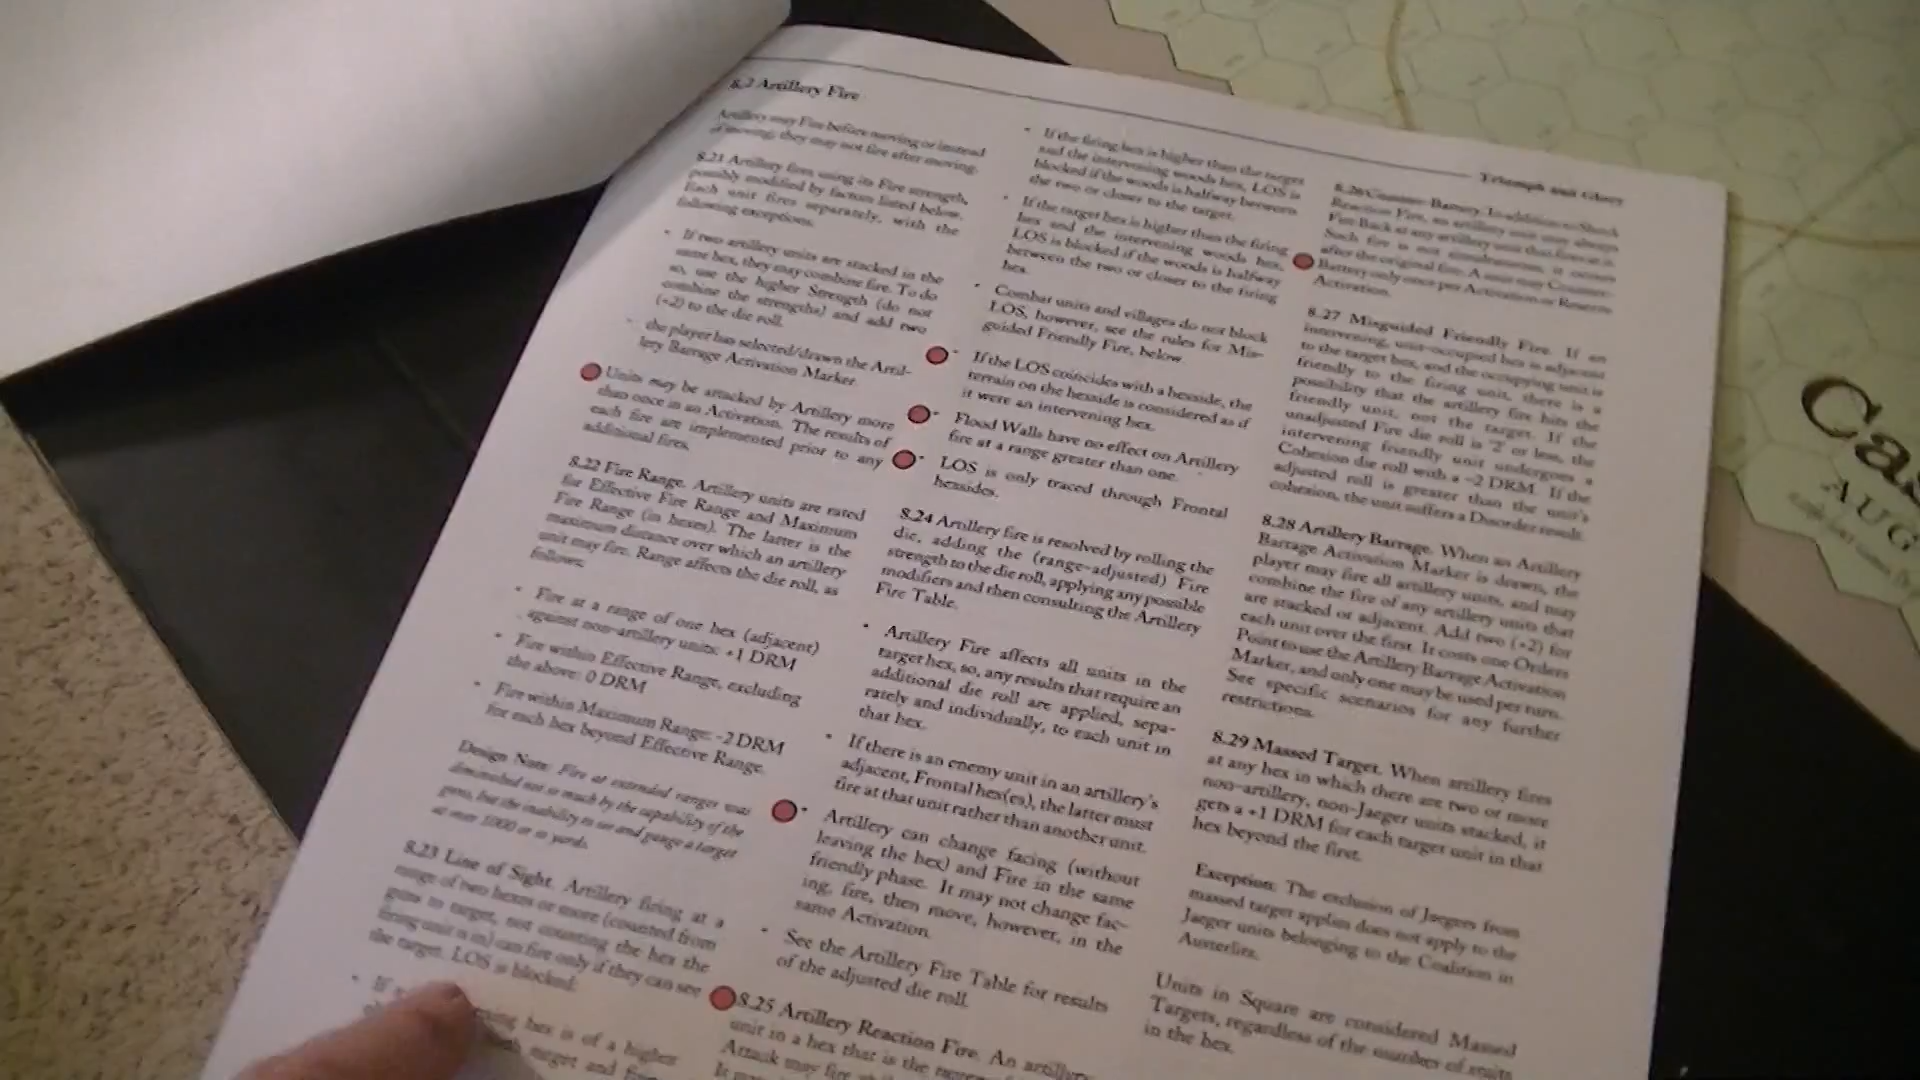 Triumph and Glory
8.2 Artillery Fire
Artillery may Fire before moving or instead
of moving; they may not fire after moving.
8.21 Artillery fires using its Fire strength,
possibly modified by factors listed below.
Each unit fires separately, with the
following exceptions.
• If two artillery units are stacked in the
same hex, they may combine fire. To do
so, use the higher Strength (do not
combine the strengths) and add two
(+2) to the die roll.
• the player has selected/drawn the Artil-
lery Barrage Activation Marker.
Units may be attacked by Artillery more
than once in an Activation. The results of
each fire are implemented prior to any
additional fires.
8.22 Fire Range. Artillery units are rated
for Effective Fire Range and Maximum
Fire Range (in hexes). The latter is the
maximum distance over which an artillery
unit may fire. Range affects the die roll, as
follows:
• Fire at a range of one hex (adjacent)
against non-artillery units: +1 DRM
• Fire within Effective Range, excluding
the above: 0 DRM
• Fire within Maximum Range: -2 DRM
for each hex beyond Effective Range.
Design Note: Fire at extended ranges was
diminished not so much by the capability of the
guns, but the inability to see and gauge a target
at over 1000 or so yards.
8.23 Line of Sight. Artillery firing at a
range of two hexes or more (counted from
guns to target, not counting the hex the
firing unit is in) can fire only if they can see
the target. LOS is blocked:
• If
hex is of a higher
target and
• If the firing hex is higher than the target
and the intervening woods hex, LOS is
blocked if the woods is halfway between
the two or closer to the target.
• If the target hex is higher than the firing
hex and the intervening woods hex,
LOS is blocked if the woods is halfway
between the two or closer to the firing
hex.
• Combat units and villages do not block
LOS, however, see the rules for Mis-
guided Friendly Fire, below.
• If the LOS coincides with a hexside, the
terrain on the hexside is considered as if
it were an intervening hex.
• Flood Walls have no effect on Artillery
fire at a range greater than one.
• LOS is only traced through Frontal
hexsides.
8.24 Artillery fire is resolved by rolling the
die, adding the (range-adjusted) Fire
strength to the die roll, applying any possible
modifiers and then consulting the Artillery
Fire Table.
• Artillery Fire affects all units in the
target hex, so, any results that require an
additional die roll are applied, sepa-
rately and individually, to each unit in
that hex.
• If there is an enemy unit in an artillery's
adjacent, Frontal hex(es), the latter must
fire at that unit rather than another unit.
• Artillery can change facing (without
leaving the hex) and Fire in the same
friendly phase. It may not change fac-
ing, fire, then move, however, in the
same Activation.
• See the Artillery Fire Table for results
of the adjusted die roll.
8.25 Artillery Reaction Fire. An artillery
unit in a hex that is the
Attack may fire
8.26 Counter-Battery. In addition to Shock
Reaction Fire, an artillery unit may always
Fire Back at any artillery unit that fires at it.
Such fire is not simultaneous; it occurs
after the original fire. A unit may Counter-
Battery only once per Activation or Reserve
Activation.
8.27 Misguided Friendly Fire. If an
intervening, unit-occupied hex is adjacent
to the target hex, and the occupying unit is
friendly to the firing unit, there is a
possibility that the artillery fire hits the
friendly unit, not the target. If the
unadjusted Fire die roll is '2' or less, the
intervening friendly unit undergoes a
Cohesion die roll with a -2 DRM. If the
adjusted roll is greater than the unit's
cohesion, the unit suffers a Disorder result.
8.28 Artillery Barrage. When an Artillery
Barrage Activation Marker is drawn, the
player may fire all artillery units, and may
combine the fire of any artillery units that
are stacked or adjacent. Add two (+2) for
each unit over the first. It costs one Orders
Point to use the Artillery Barrage Activation
Marker, and only one may be used per turn.
See specific scenarios for any further
restrictions.
8.29 Massed Target. When artillery fires
at any hex in which there are two or more
non-artillery, non-Jaeger units stacked, it
gets a +1 DRM for each target unit in that
hex beyond the first.
Exception: The exclusion of Jaegers from
massed target applies does not apply to the
Jaeger units belonging to the Coalition in
Austerlitz.
Units in Square are considered Massed
Targets, regardless of the number of units
in the hex.
Cas
AUG